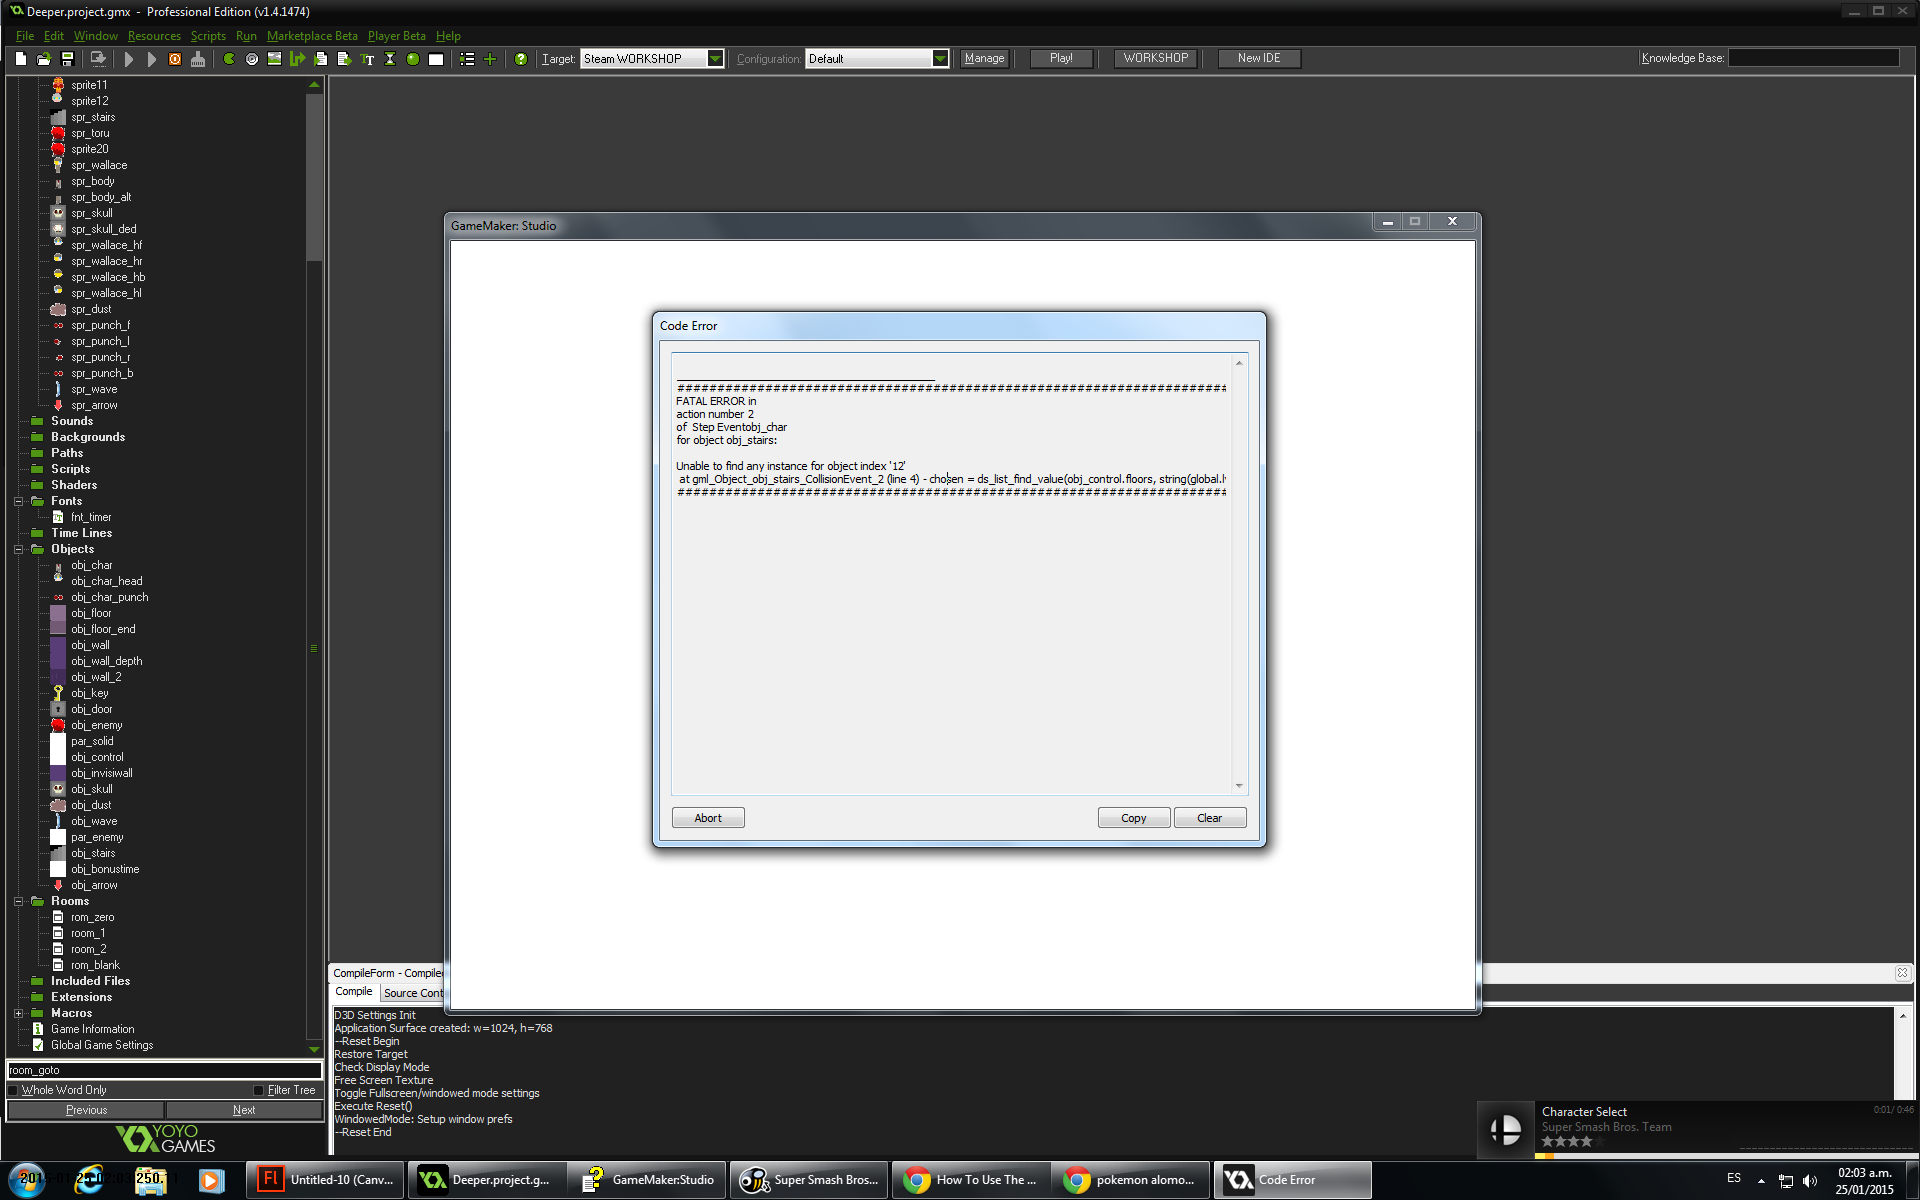 Deeper.project.gmx - Professional Edition (v1.4.1474)
File Edit Window Resources Scripts Run Marketplace Beta Player Beta Help
Target: Steam WORKSHOP Configuration: Default Manage Play! WORKSHOP New IDE Knowledge Base:
sprite11
sprite12
spr_stairs
spr_toru
sprite20
spr_wallace
spr_body
spr_body_alt
spr_skull
spr_skull_ded
spr_wallace_hf
spr_wallace_hr
spr_wallace_hb
spr_wallace_hl
spr_dust
spr_punch_f
spr_punch_l
spr_punch_r
spr_punch_b
spr_wave
spr_arrow
Sounds
Backgrounds
Paths
Scripts
Shaders
Fonts
fnt_timer
Time Lines
Objects
obj_char
obj_char_head
obj_char_punch
obj_floor
obj_floor_end
obj_wall
obj_wall_depth
obj_wall_2
obj_key
obj_door
obj_enemy
par_solid
obj_control
obj_invisiwall
obj_skull
obj_dust
obj_wave
par_enemy
obj_stairs
obj_bonustime
obj_arrow
Rooms
rom_zero
room_1
room_2
rom_blank
Included Files
Extensions
Macros
Game Information
Global Game Settings
room_goto
Whole Word Only Filter Tree
Previous Next
YOYO
GAMES
GameMaker: Studio
Code Error
FATAL ERROR in
action number 2
of Step Eventobj_char
for object obj_stairs:
Unable to find any instance for object index '12'
at gml_Object_obj_stairs_CollisionEvent_2 (line 4) - chosen = ds_list_find_value(obj_control.floors, string(global.l
Abort Copy Clear
CompileForm - Compile
Compile Source Cont
D3D Settings Init
Application Surface created: w=1024, h=768
--Reset Begin
Restore Target
Check Display Mode
Free Screen Texture
Toggle Fullscreen/windowed mode settings
Execute Reset()
WindowedMode: Setup window prefs
--Reset End
Character Select 0:01/ 0:46
Super Smash Bros. Team
Untitled-10 (Canv... Deeper.project.g... GameMaker:Studio Super Smash Bros... How To Use The ... pokemon alomo... Code Error
ES 02:03 a.m.
25/01/2015